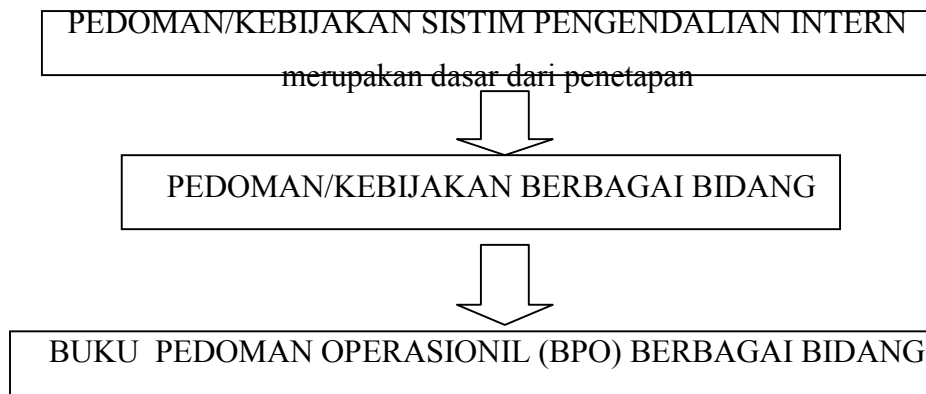 PEDOMAN/KEBIJAKAN SISTIM PENGENDALIAN INTERN
merupakan dasar dari penetapan
PEDOMAN/KEBIJAKAN BERBAGAI BIDANG
BUKU PEDOMAN OPERASIONIL (BPO) BERBAGAI BIDANG